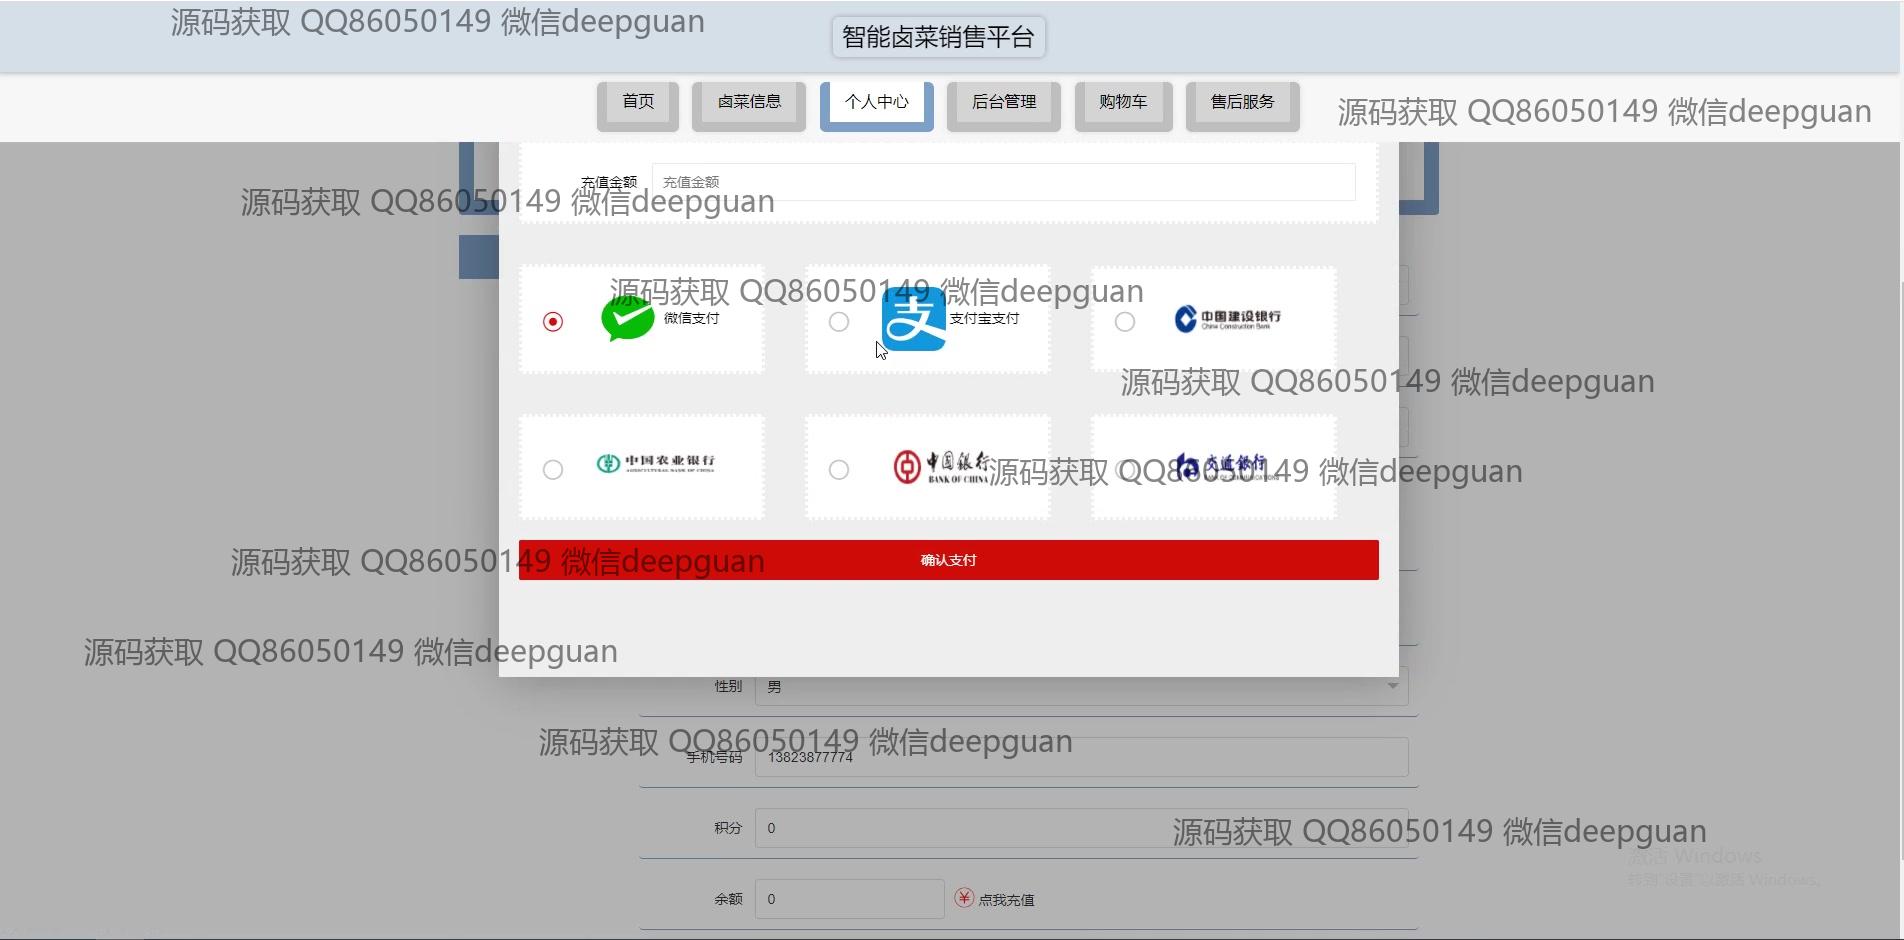 源码获取 QQ86050149 微信deepguan
智能卤菜销售平台
首页 卤菜信息 个人中心 后台管理 购物车 售后服务
源码获取 QQ86050149 微信deepguan
充值金额 充值金额
源码获取 QQ86050149 微信deepguan
源码获取 QQ86050149 微信deepguan
微信支付 支 支付宝支付 中国建设银行
China Construction Bank
源码获取 QQ86050149 微信deepguan
中国农业银行 中国银行 交通银行
AGRICULTURAL BANK OF CHINA BANK OF CHINA BANK OF COMMUNICATIONS
源码获取 QQ86050149 微信deepguan
确认支付
源码获取 QQ86050149 微信deepguan
源码获取 QQ86050149 微信deepguan
性别 男
源码获取 QQ86050149 微信deepguan
手机号码 13823877774
积分 0
源码获取 QQ86050149 微信deepguan
激活 Windows
转到"设置"以激活 Windows。
余额 0 ¥ 点我充值